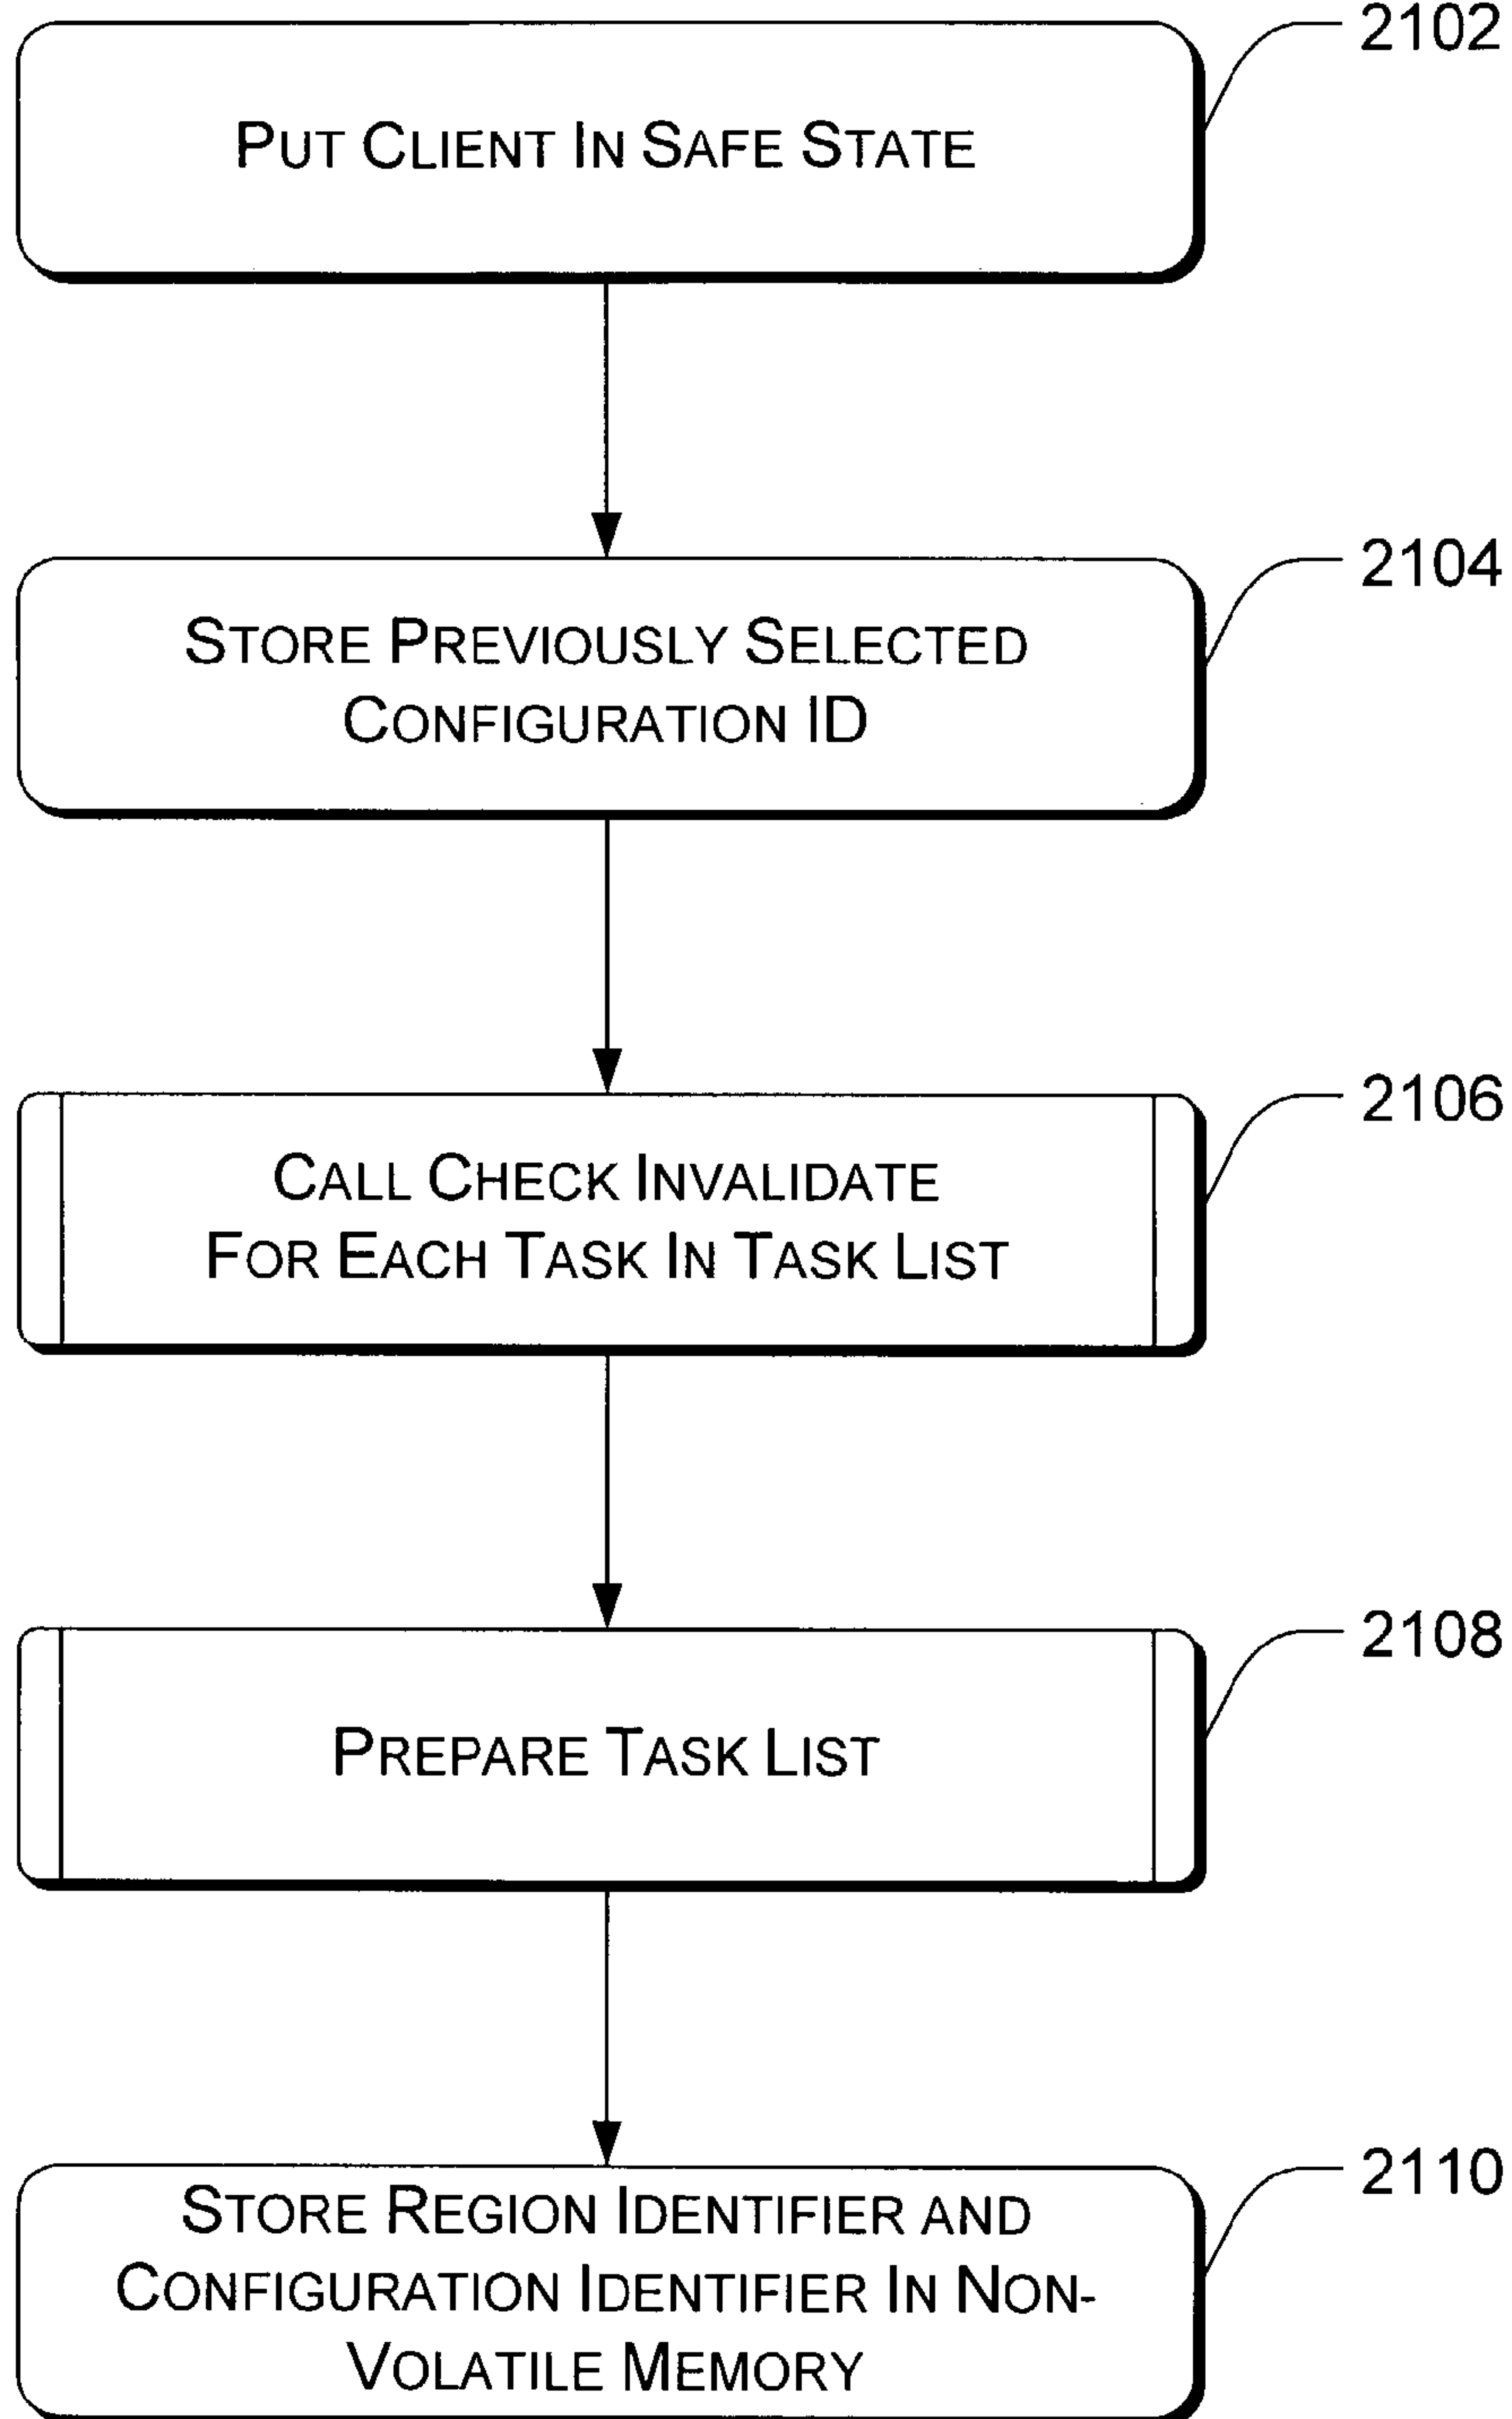 2102
PUT CLIENT IN SAFE STATE
2104
STORE PREVIOUSLY SELECTED
CONFIGURATION ID
2106
CALL CHECK INVALIDATE
FOR EACH TASK IN TASK LIST
2108
PREPARE TASK LIST
2110
STORE REGION IDENTIFIER AND
CONFIGURATION IDENTIFIER IN NON-
VOLATILE MEMORY